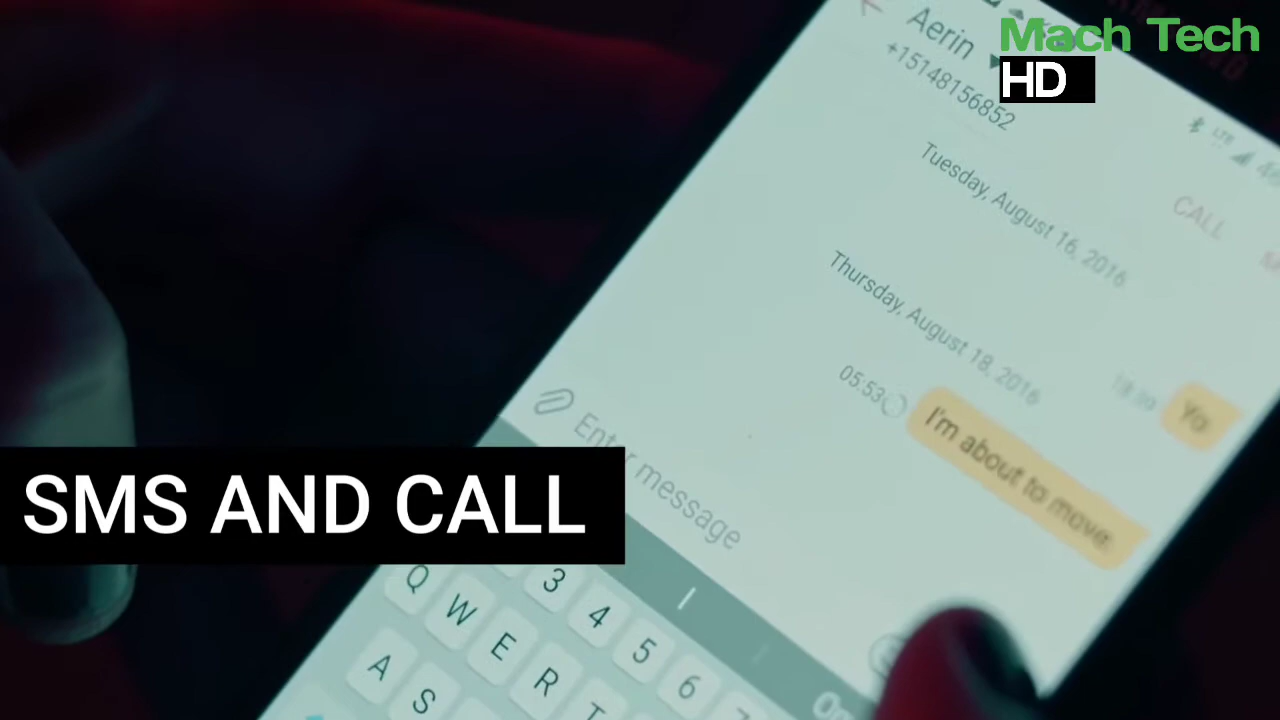 Mach Tech
HD
Aerin
+15148156852
LTE
CALL
Tuesday, August 16, 2016
Yo
Thursday, August 18, 2016
05:53
I'm about to move
Enter message
SMS AND CALL
3 4 5 6
Q W E R T
A S